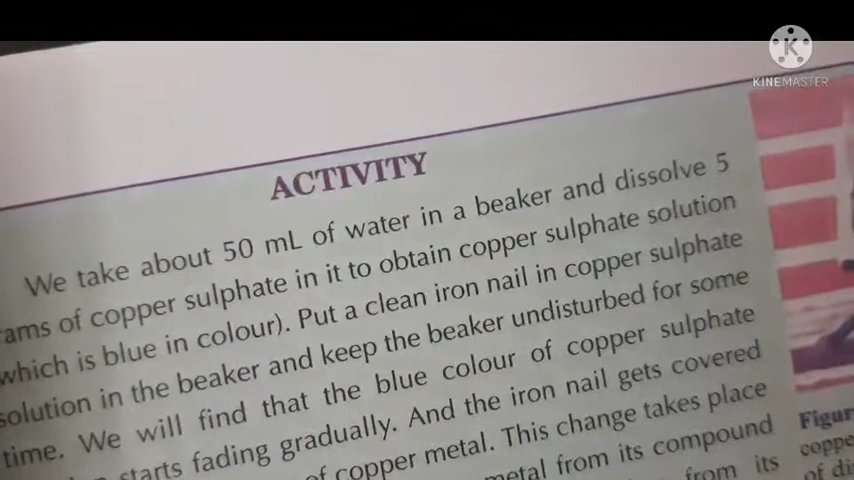 KINEMASTER
ACTIVITY
We take about 50 mL of water in a beaker and dissolve 5
rams of copper sulphate in it to obtain copper sulphate solution
which is blue in colour). Put a clean iron nail in copper sulphate
solution in the beaker and keep the beaker undisturbed for some
time. We will find that the blue colour of copper sulphate
starts fading gradually. And the iron nail gets covered
of copper metal. This change takes place
metal from its compound
from its
Figur
coppe
of di